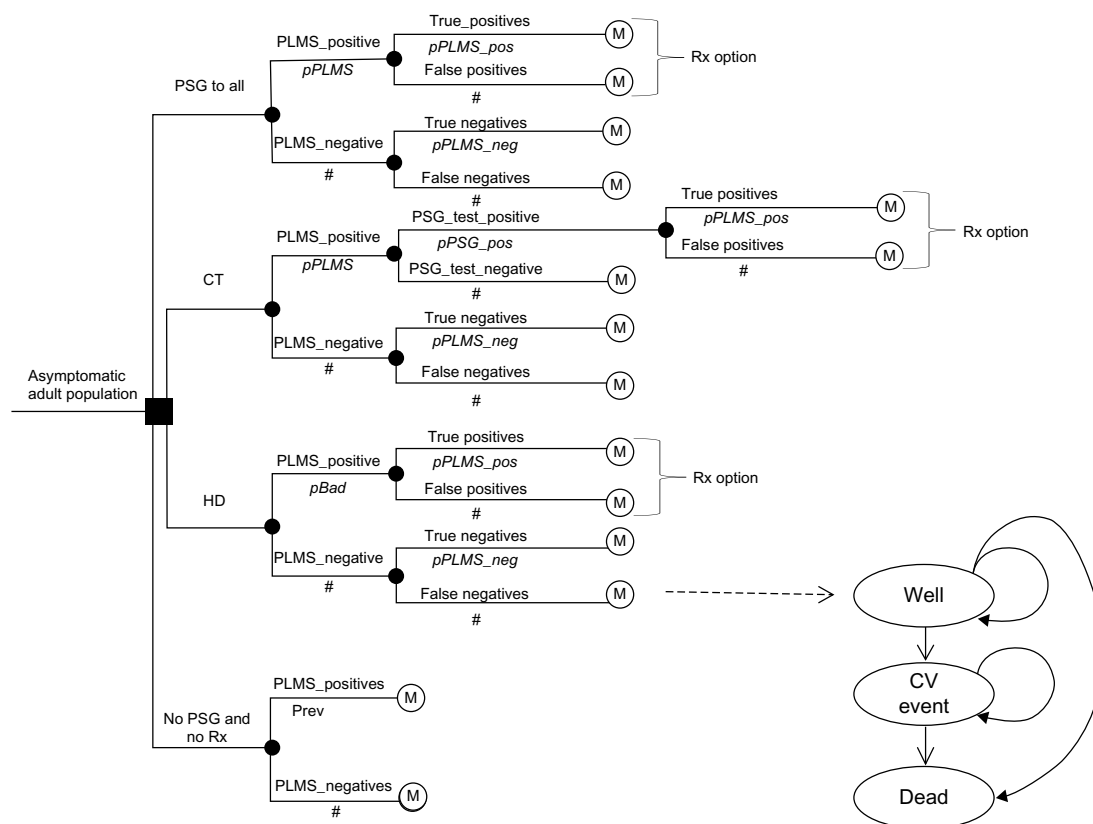 True_positives
M
PLMS_positive
pPLMS_pos
Rx option
pPLMS
False positives
M
PSG to all
#
True negatives
M
PLMS_negative
pPLMS_neg
#
False negatives
M
#
PSG_test_positive
True positives
M
PLMS_positive
pPSG_pos
pPLMS_pos
Rx option
pPLMS
False positives
M
PSG_test_negative
#
CT
#
M
True negatives
M
PLMS_negative
pPLMS_neg
#
False negatives
M
#
Asymptomatic
adult population
True positives
M
PLMS_positive
pPLMS_pos
Rx option
pBad
False positives
M
HD
#
True negatives
M
PLMS_negative
pPLMS_neg
#
False negatives
M
#
Well
CV
event
Dead
PLMS_positives
M
Prev
No PSG and
no Rx
PLMS_negatives
M
#